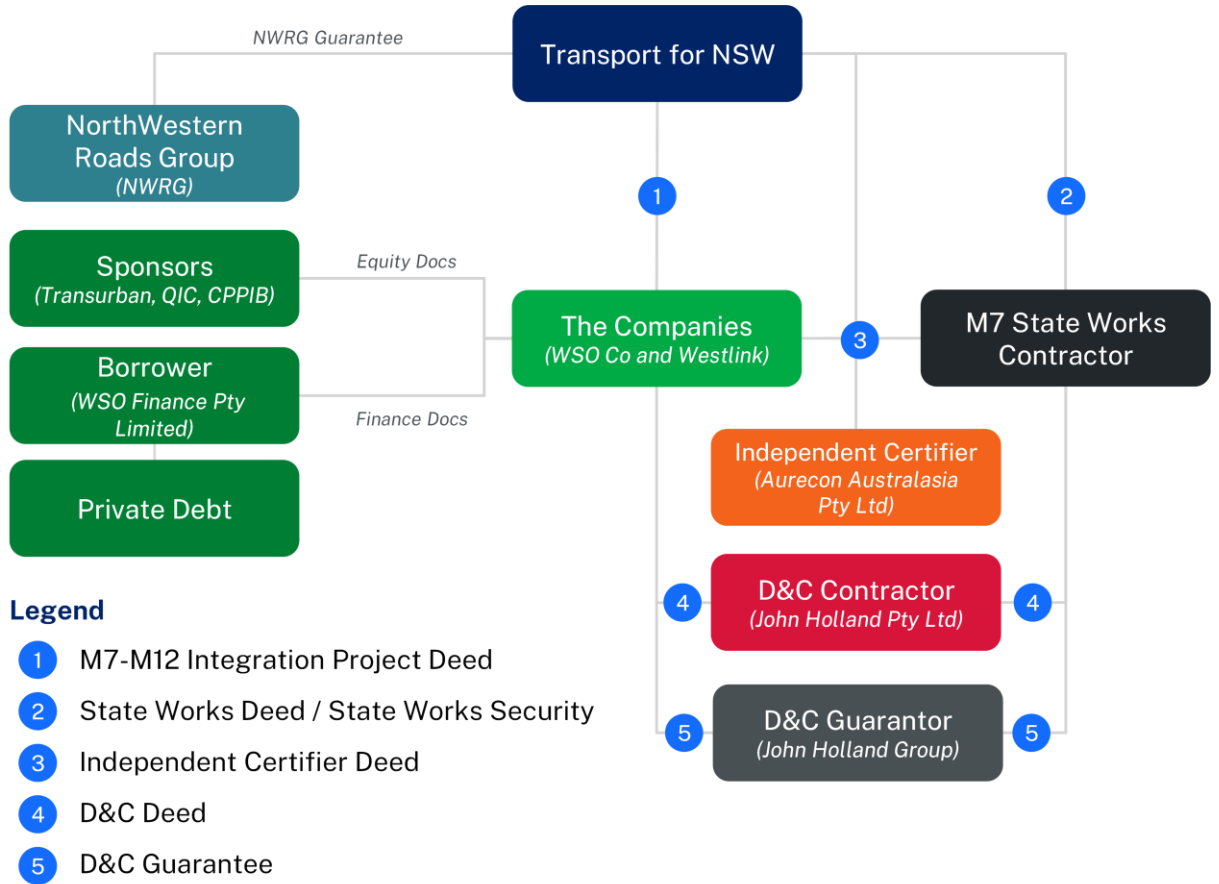 NWRG Guarantee
Transport for NSW
NorthWestern
Roads Group
(NWRG)
1
2
Sponsors
(Transurban, QIC, CPPIB)
Equity Docs
The Companies
(WSO Co and Westlink)
3
M7 State Works
Contractor
Borrower
(WSO Finance Pty
Limited)
Finance Docs
Independent Certifier
(Aurecon Australasia
Pty Ltd)
Private Debt
4
D&C Contractor
(John Holland Pty Ltd)
4
5
D&C Guarantor
(John Holland Group)
5
Legend
1 M7-M12 Integration Project Deed
2 State Works Deed / State Works Security
3 Independent Certifier Deed
4 D&C Deed
5 D&C Guarantee